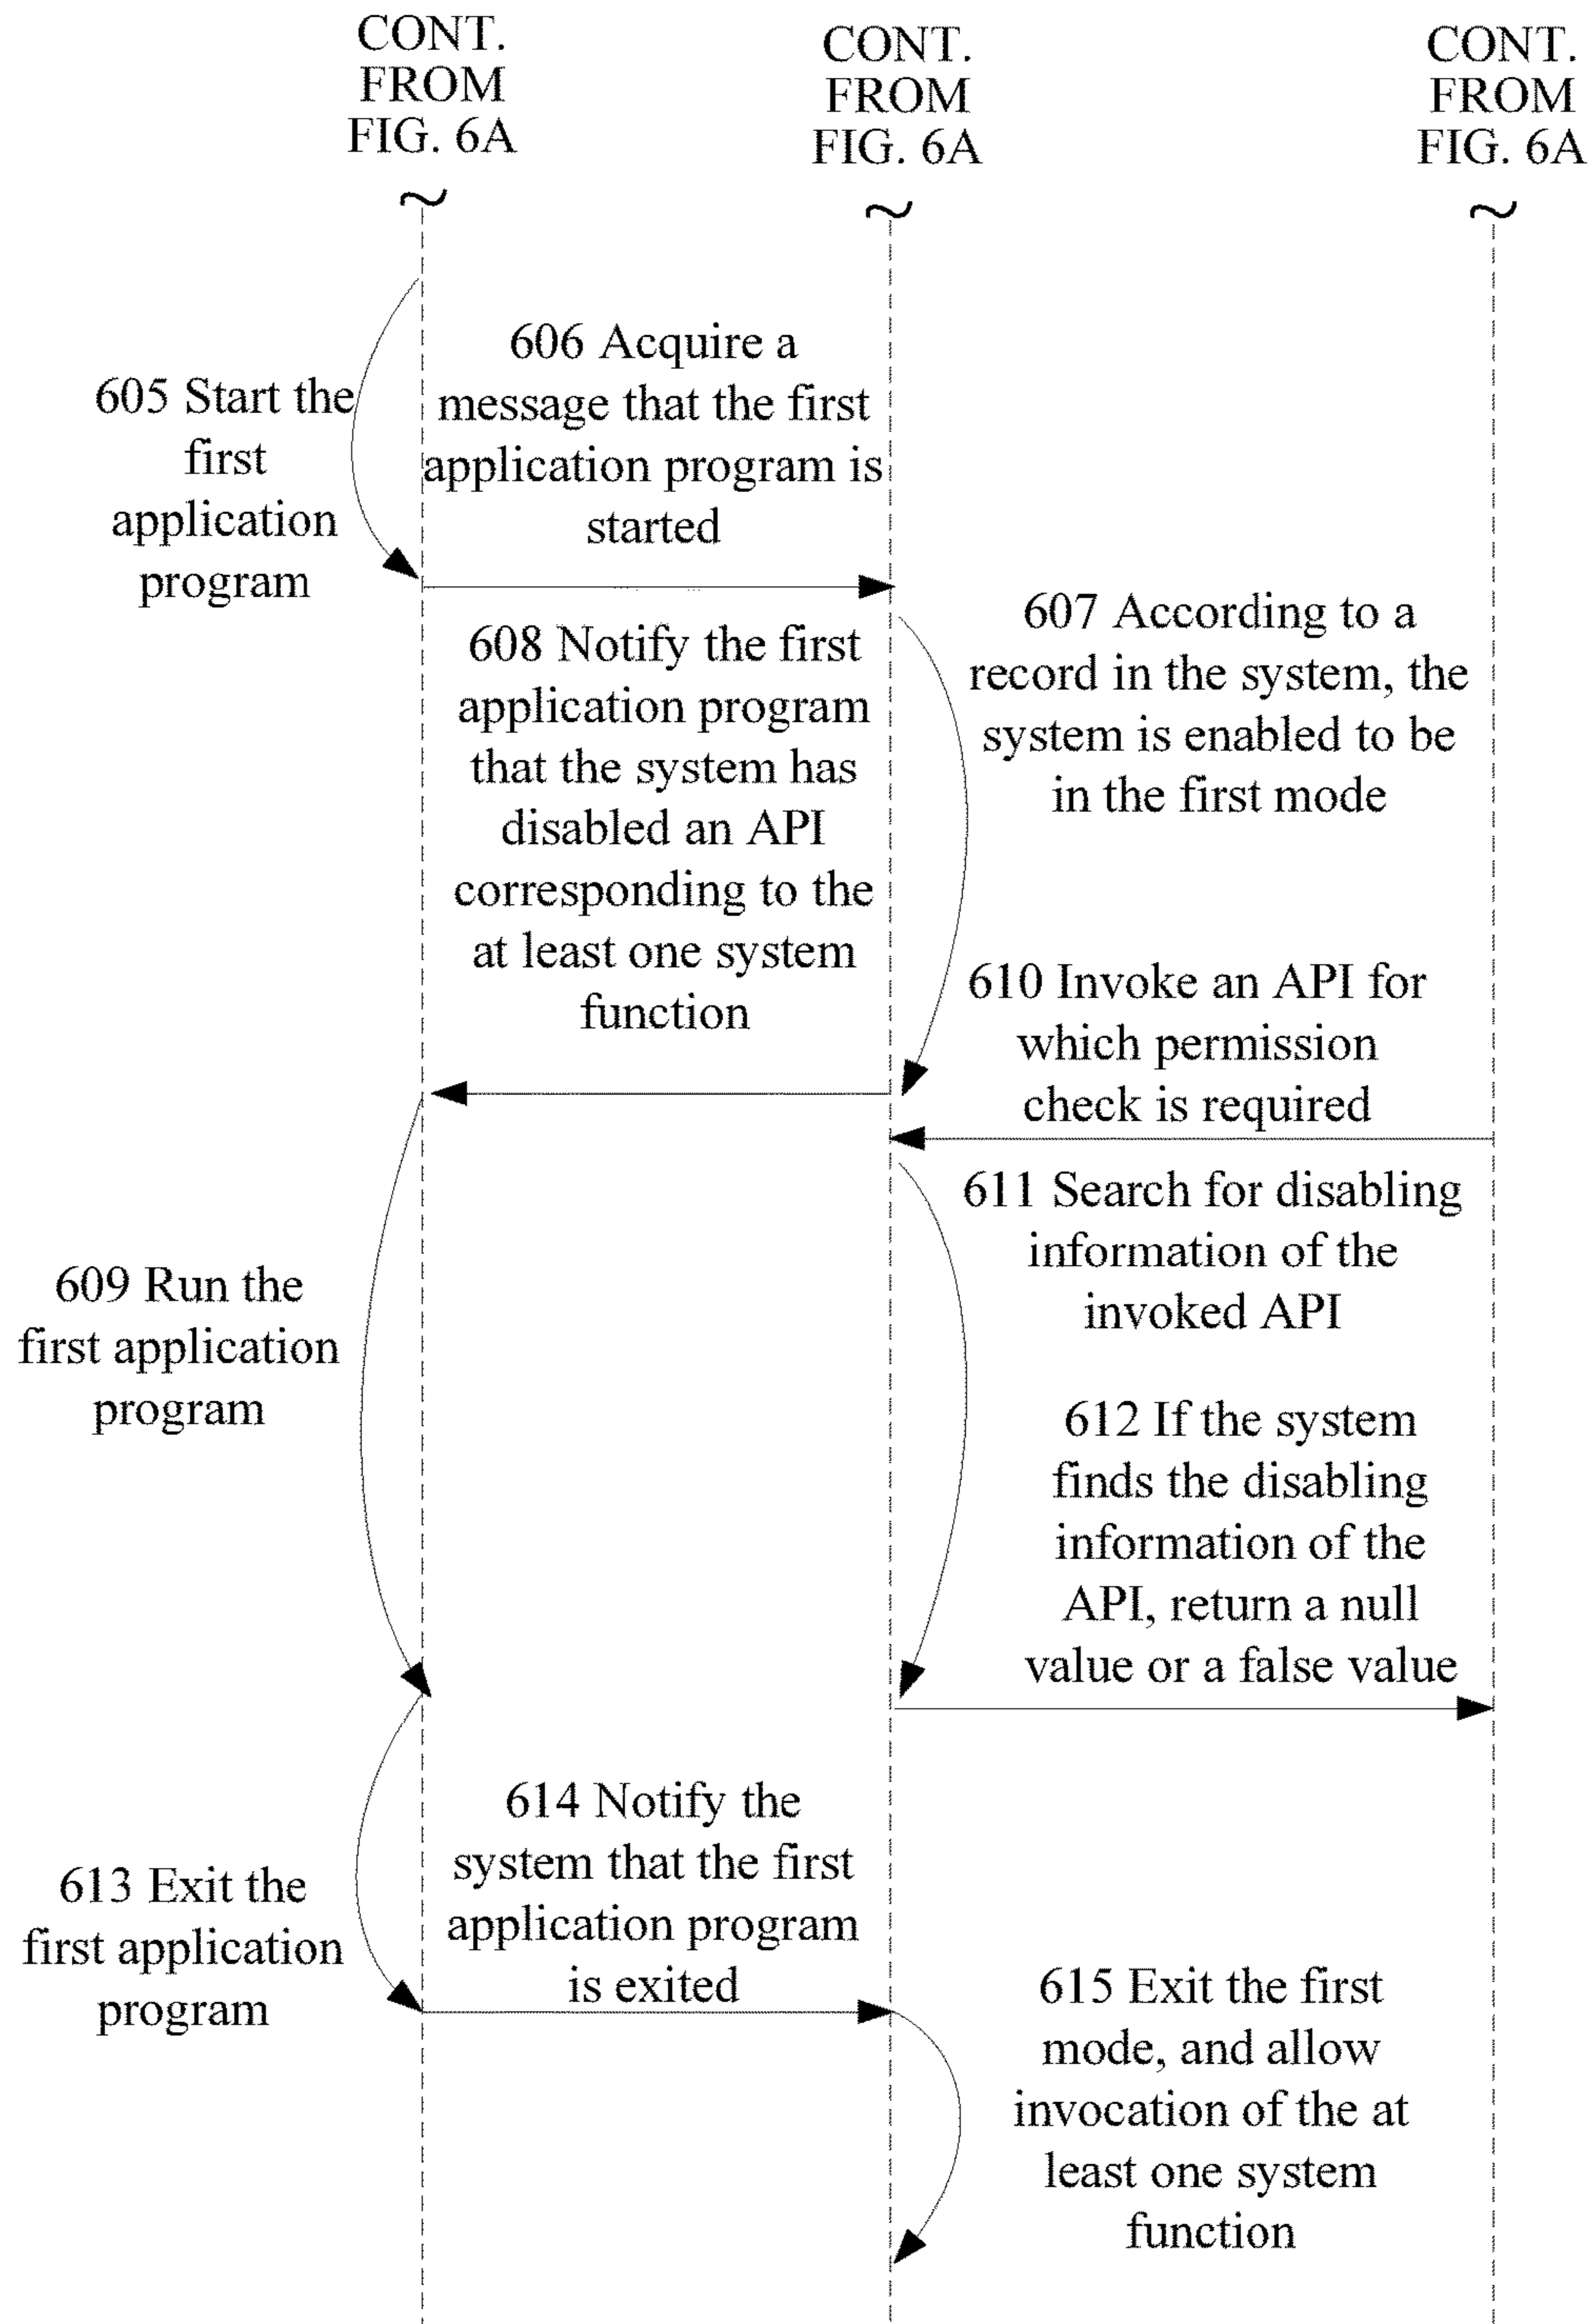 CONT.
FROM
FIG. 6A
CONT.
FROM
FIG. 6A
CONT.
FROM
FIG. 6A
605 Start the
first
application
program
606 Acquire a
message that the first
application program is
started
607 According to a
record in the system, the
system is enabled to be
in the first mode
608 Notify the first
application program
that the system has
disabled an API
corresponding to the
at least one system
function
609 Run the
first application
program
610 Invoke an API for
which permission
check is required
611 Search for disabling
information of the
invoked API
612 If the system
finds the disabling
information of the
API, return a null
value or a false value
613 Exit the
first application
program
614 Notify the
system that the first
application program
is exited
615 Exit the first
mode, and allow
invocation of the at
least one system
function